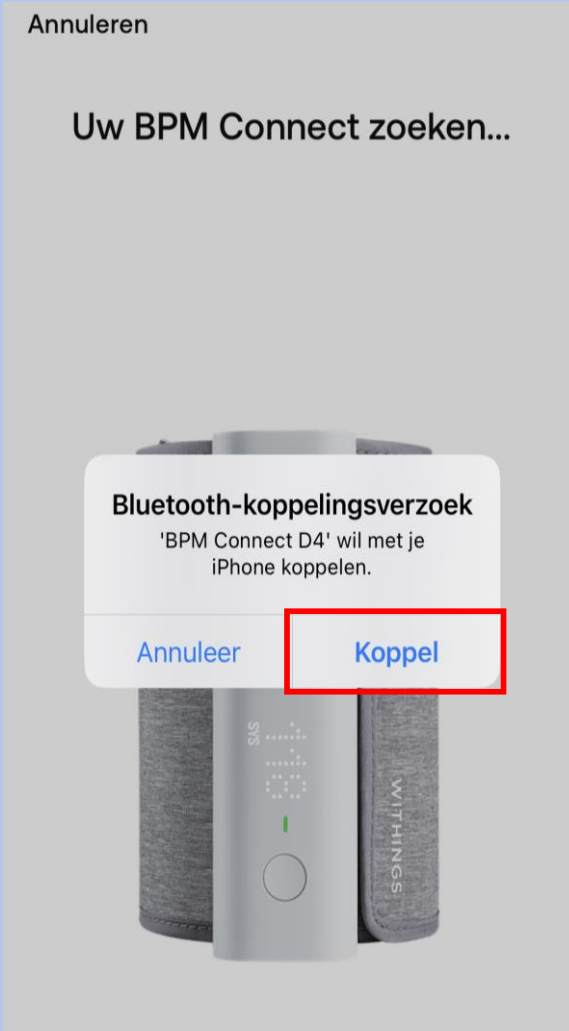 Annuleren
Uw BPM Connect zoeken...
Bluetooth-koppelingsverzoek
'BPM Connect D4' wil met je
iPhone koppelen.
Annuleer
Koppel
SYS
118
WITHINGS